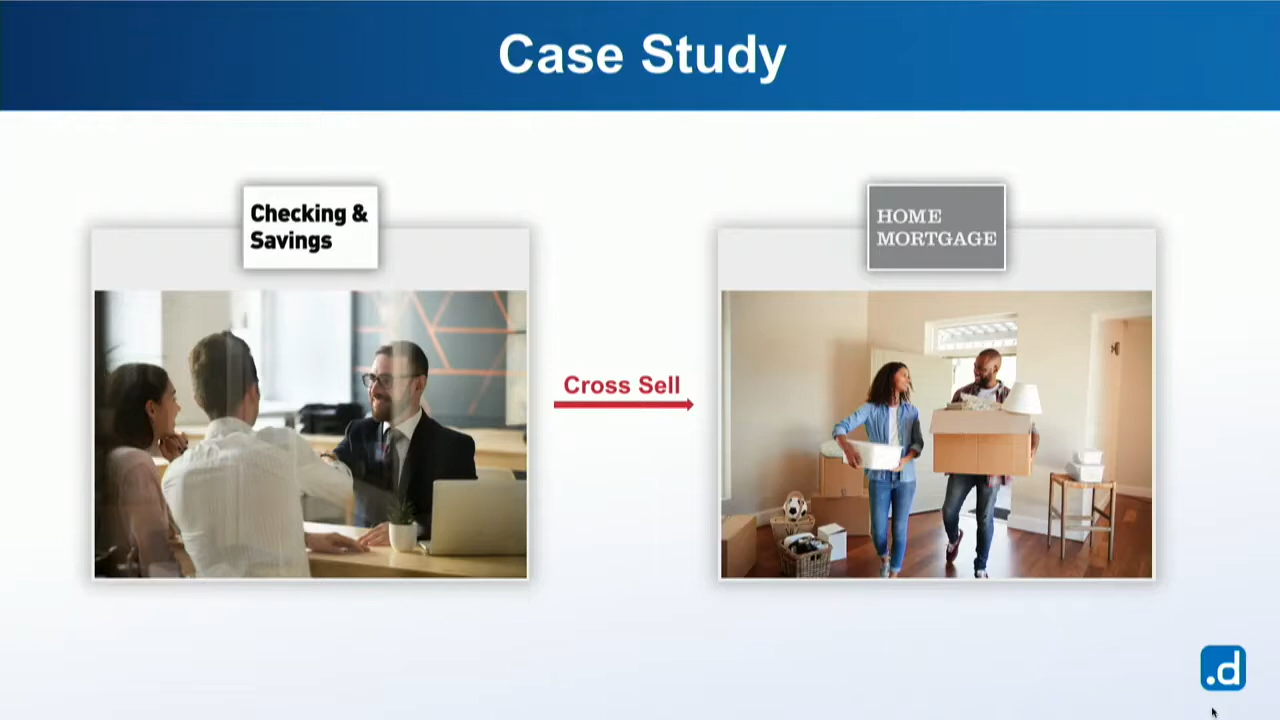 Case Study
Checking &
Savings
HOME
MORTGAGE
Cross Sell
.d